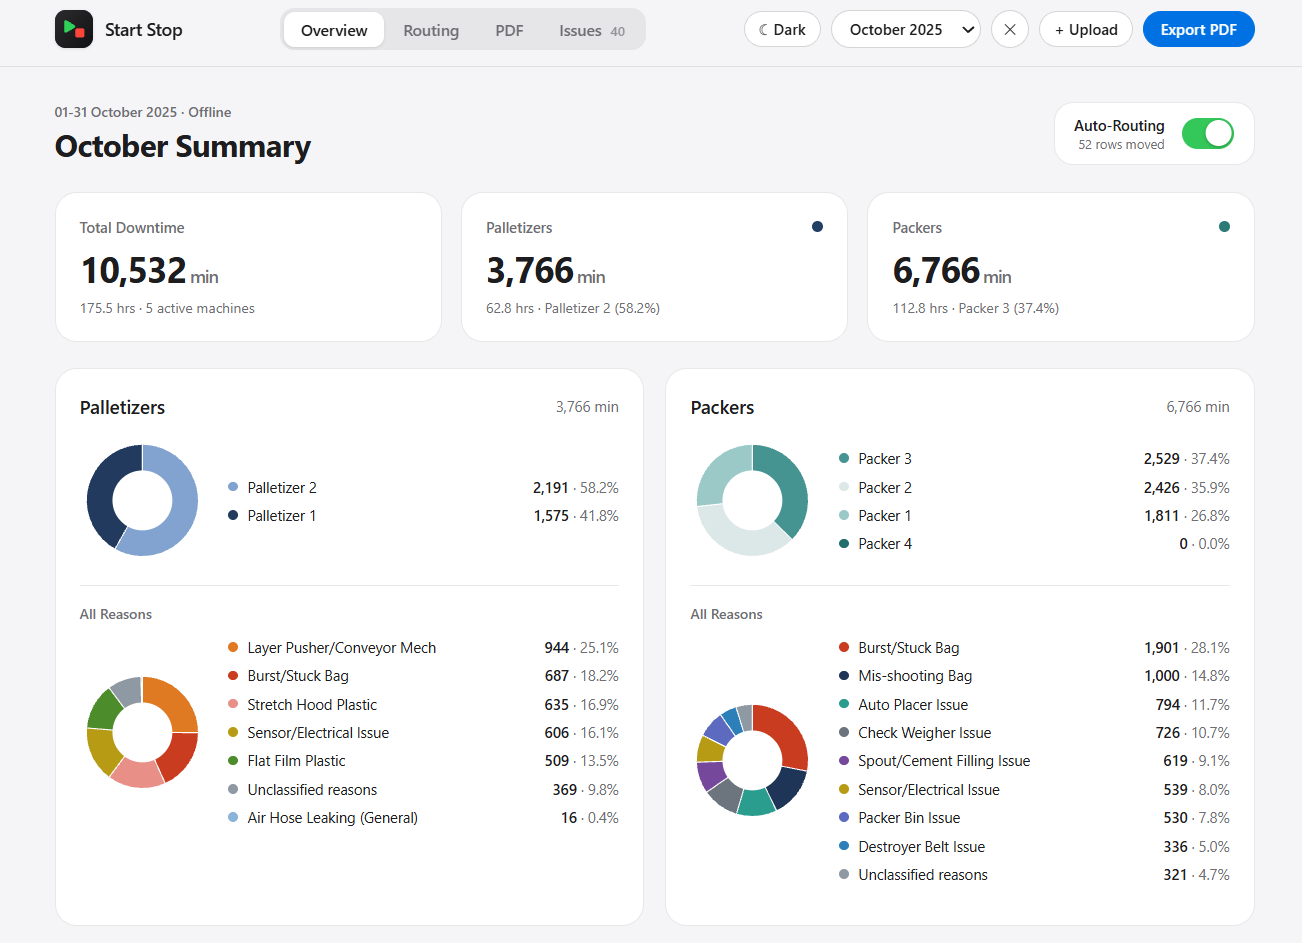 Start Stop
Overview
Routing
PDF
Issues 40
☾ Dark
October 2025
+ Upload
Export PDF
01-31 October 2025 · Offline
October Summary
Auto-Routing
52 rows moved
Total Downtime
10,532 min
175.5 hrs · 5 active machines
Palletizers
3,766 min
62.8 hrs · Palletizer 2 (58.2%)
Packers
6,766 min
112.8 hrs · Packer 3 (37.4%)
Palletizers 3,766 min
Palletizer 2 2,191 · 58.2%
Palletizer 1 1,575 · 41.8%
All Reasons
Layer Pusher/Conveyor Mech 944 · 25.1%
Burst/Stuck Bag 687 · 18.2%
Stretch Hood Plastic 635 · 16.9%
Sensor/Electrical Issue 606 · 16.1%
Flat Film Plastic 509 · 13.5%
Unclassified reasons 369 · 9.8%
Air Hose Leaking (General) 16 · 0.4%
Packers 6,766 min
Packer 3 2,529 · 37.4%
Packer 2 2,426 · 35.9%
Packer 1 1,811 · 26.8%
Packer 4 0 · 0.0%
All Reasons
Burst/Stuck Bag 1,901 · 28.1%
Mis-shooting Bag 1,000 · 14.8%
Auto Placer Issue 794 · 11.7%
Check Weigher Issue 726 · 10.7%
Spout/Cement Filling Issue 619 · 9.1%
Sensor/Electrical Issue 539 · 8.0%
Packer Bin Issue 530 · 7.8%
Destroyer Belt Issue 336 · 5.0%
Unclassified reasons 321 · 4.7%